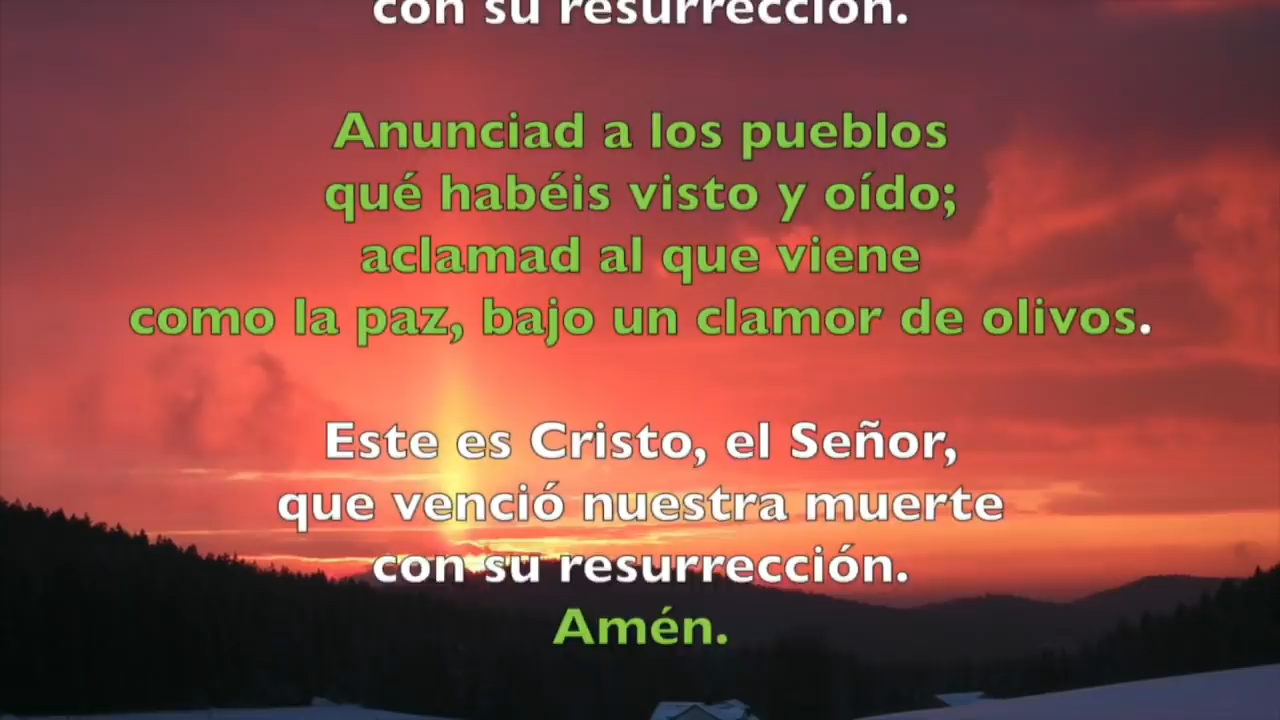 con su resurrección.
Anunciad a los pueblos
qué habéis visto y oído;
aclamad al que viene
como la paz, bajo un clamor de olivos.
Este es Cristo, el Señor,
que venció nuestra muerte
con su resurrección.
Amén.